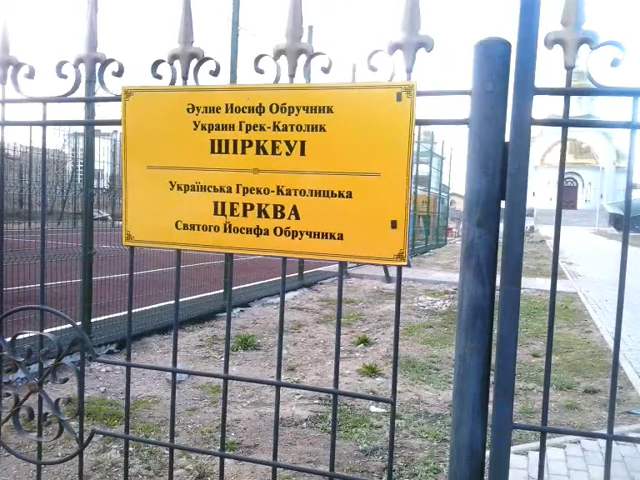 Әулие Иосиф Обручник
Украин Грек-Католик
ШІРКЕУІ
Українська Греко-Католицька
ЦЕРКВА
Святого Йосифа Обручника